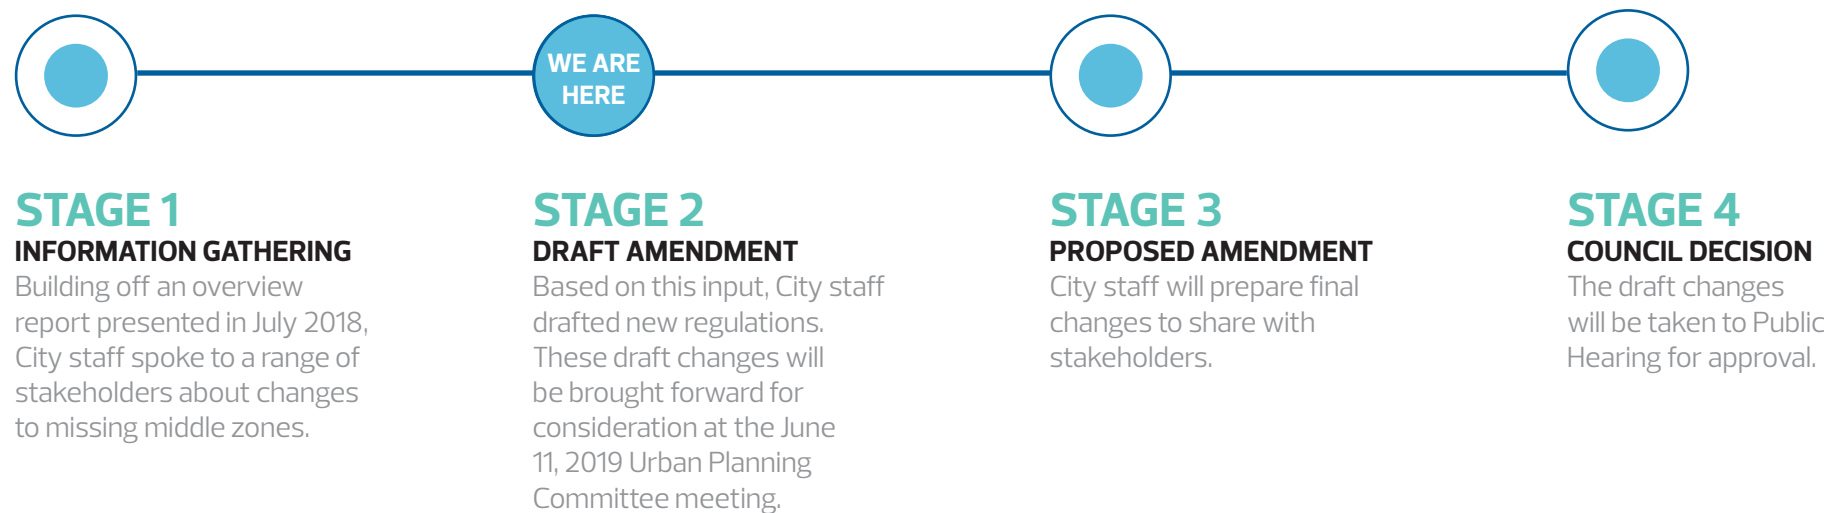 WE ARE
HERE
STAGE 1
INFORMATION GATHERING
Building off an overview
report presented in July 2018,
City staff spoke to a range of
stakeholders about changes
to missing middle zones.
STAGE 2
DRAFT AMENDMENT
Based on this input, City staff
drafted new regulations.
These draft changes will
be brought forward for
consideration at the June
11, 2019 Urban Planning
Committee meeting.
STAGE 3
PROPOSED AMENDMENT
City staff will prepare final
changes to share with
stakeholders.
STAGE 4
COUNCIL DECISION
The draft changes
will be taken to Public
Hearing for approval.